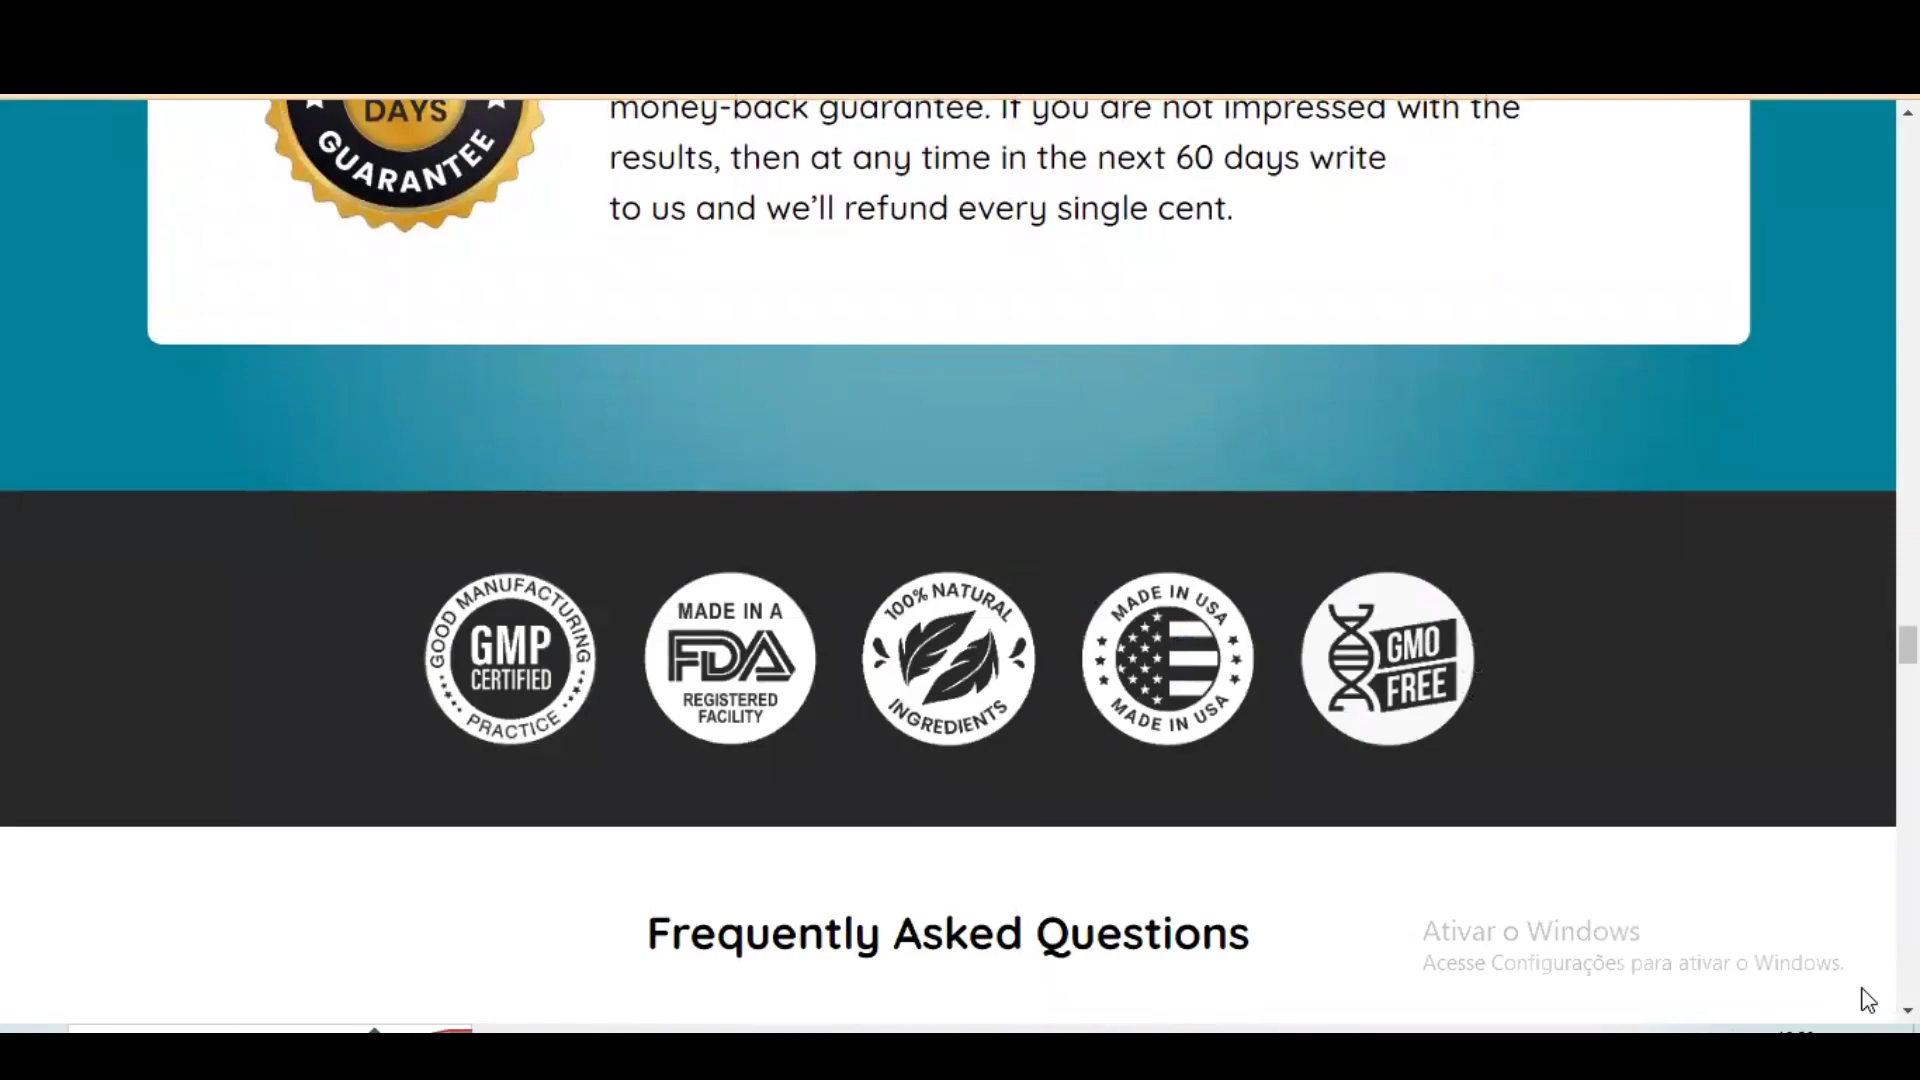 DAYS
GUARANTEE
money-back guarantee. If you are not impressed with the
results, then at any time in the next 60 days write
to us and we’ll refund every single cent.
GOOD MANUFACTURING
GMP
CERTIFIED
PRACTICE
MADE IN A
FDA
REGISTERED
FACILITY
100% NATURAL
INGREDIENTS
MADE IN USA
MADE IN USA
GMO
FREE
Frequently Asked Questions
Ativar o Windows
Acesse Configurações para ativar o Windows.